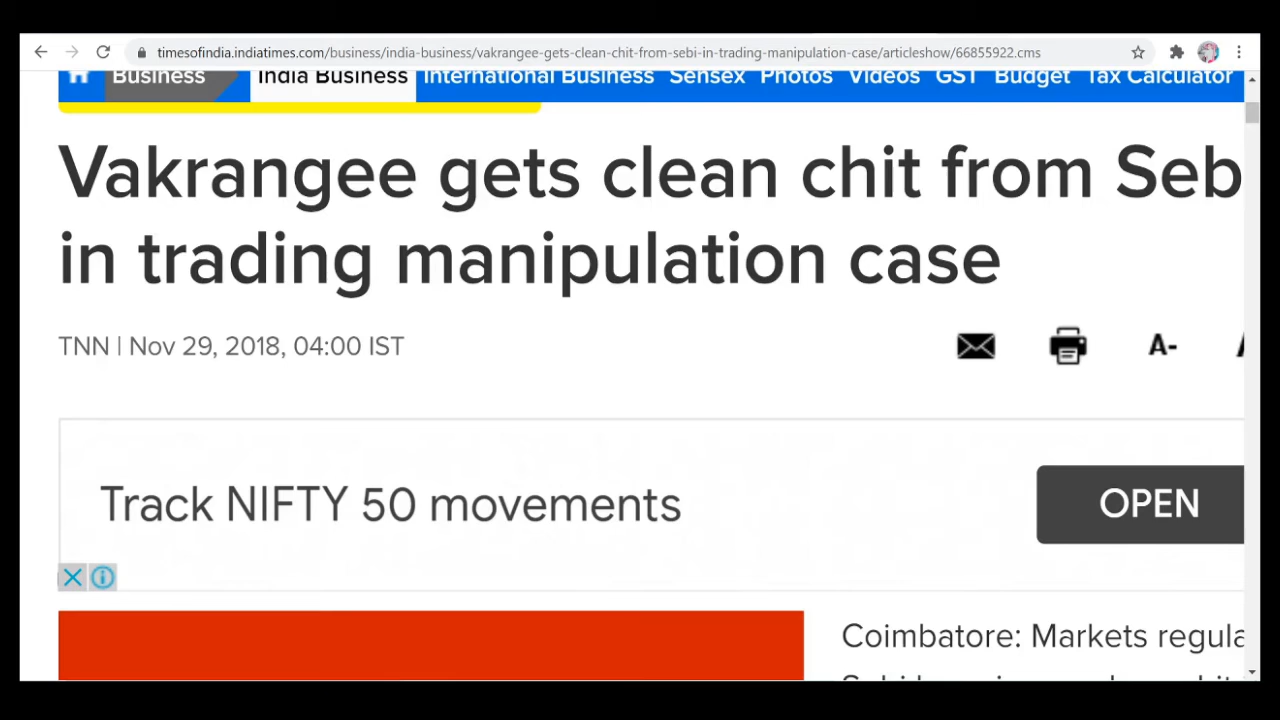 timesofindia.indiatimes.com/business/india-business/vakrangee-gets-clean-chit-from-sebi-in-trading-manipulation-case/articleshow/66855922.cms
Business India Business International Business Sensex Photos Videos GST Budget Tax Calculator
Vakrangee gets clean chit from Seb
in trading manipulation case
TNN | Nov 29, 2018, 04:00 IST
A-
Track NIFTY 50 movements
OPEN
Coimbatore: Markets regula